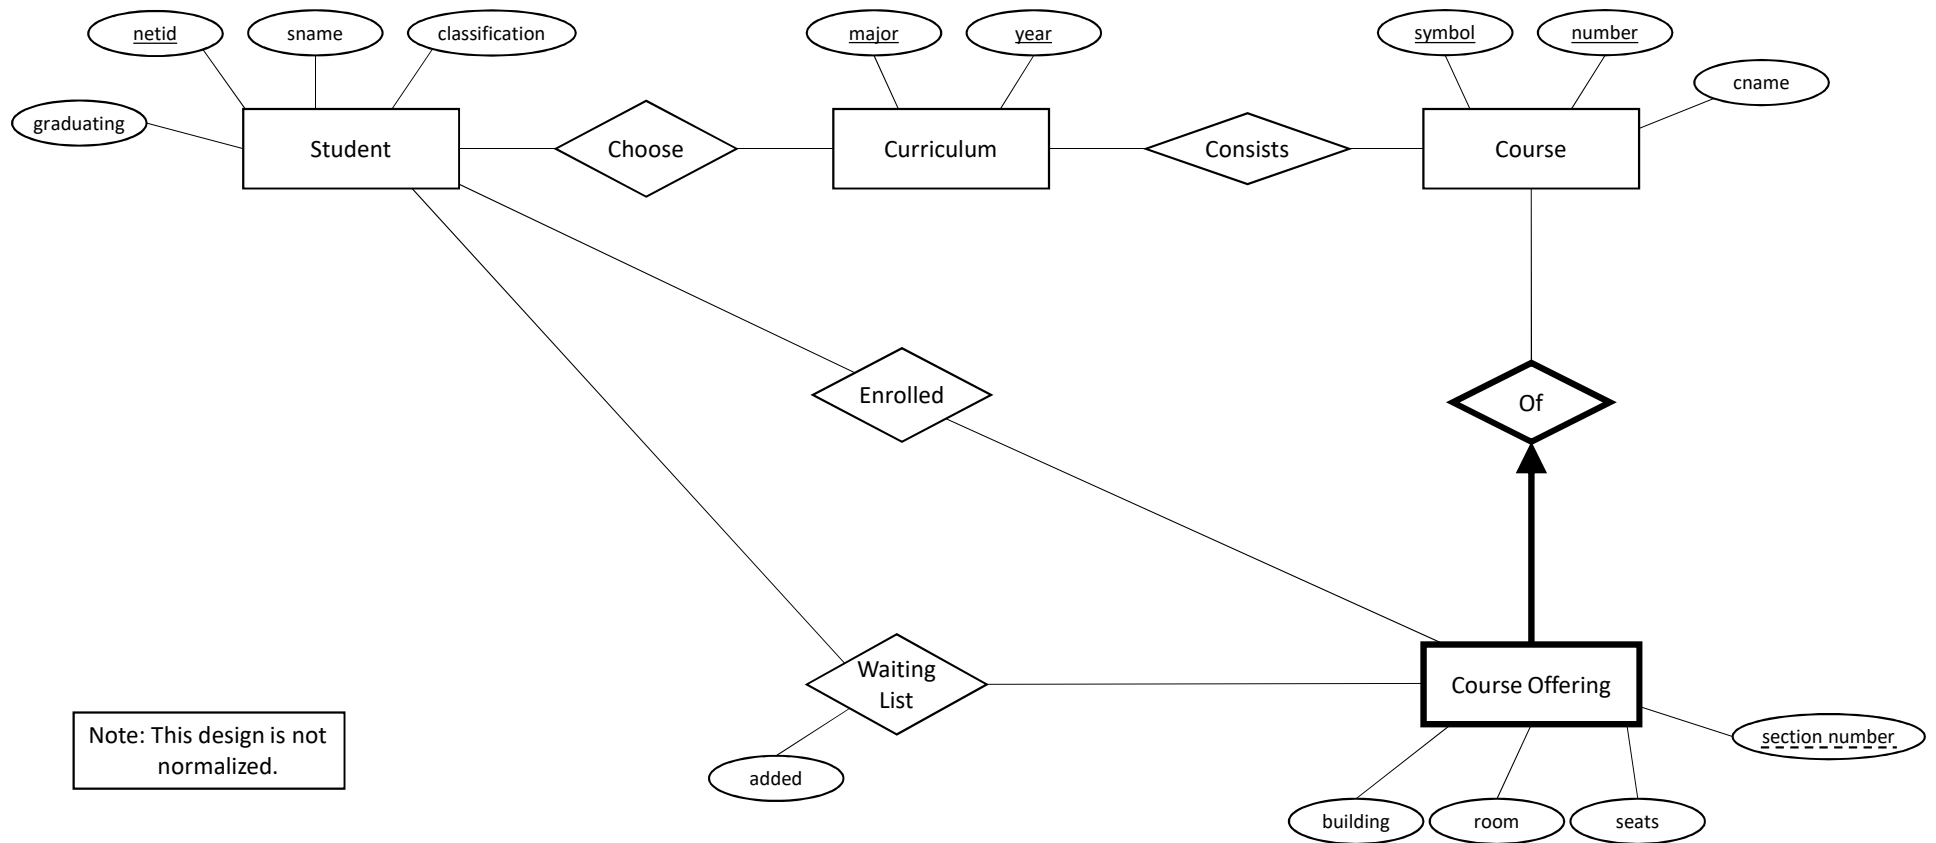 netid
sname
classification
major
year
symbol
number
cname
graduating
Student
Choose
Curriculum
Consists
Course
Enrolled
Of
Waiting
List
Course Offering
Note: This design is not
normalized.
section number
added
building
room
seats